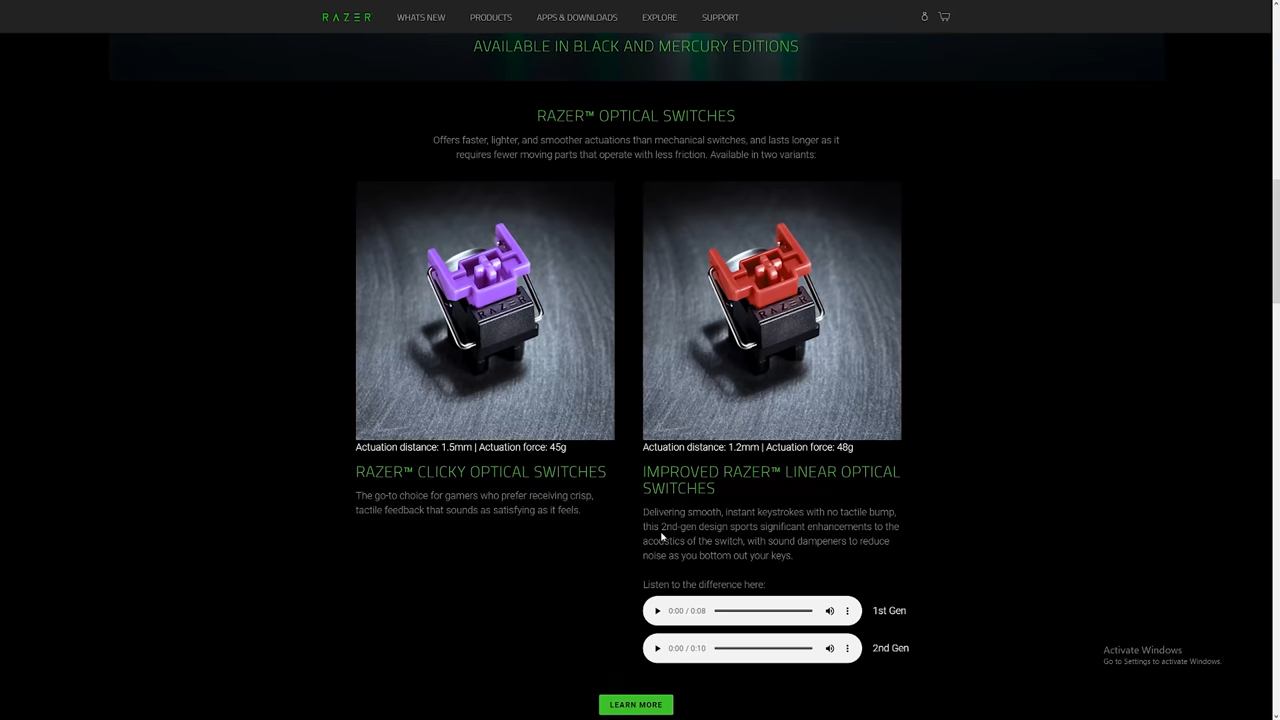 RAZER
WHATS NEW
PRODUCTS
APPS & DOWNLOADS
EXPLORE
SUPPORT
AVAILABLE IN BLACK AND MERCURY EDITIONS
RAZER™ OPTICAL SWITCHES
Offers faster, lighter, and smoother actuations than mechanical switches, and lasts longer as it
requires fewer moving parts that operate with less friction. Available in two variants:
RAZER
Actuation distance: 1.5mm | Actuation force: 45g
RAZER™ CLICKY OPTICAL SWITCHES
The go-to choice for gamers who prefer receiving crisp,
tactile feedback that sounds as satisfying as it feels.
RAZER
Actuation distance: 1.2mm | Actuation force: 48g
IMPROVED RAZER™ LINEAR OPTICAL
SWITCHES
Delivering smooth, instant keystrokes with no tactile bump,
this 2nd-gen design sports significant enhancements to the
acoustics of the switch, with sound dampeners to reduce
noise as you bottom out your keys.
Listen to the difference here:
0:00 / 0:08
1st Gen
0:00 / 0:10
2nd Gen
LEARN MORE
Activate Windows
Go to Settings to activate Windows.